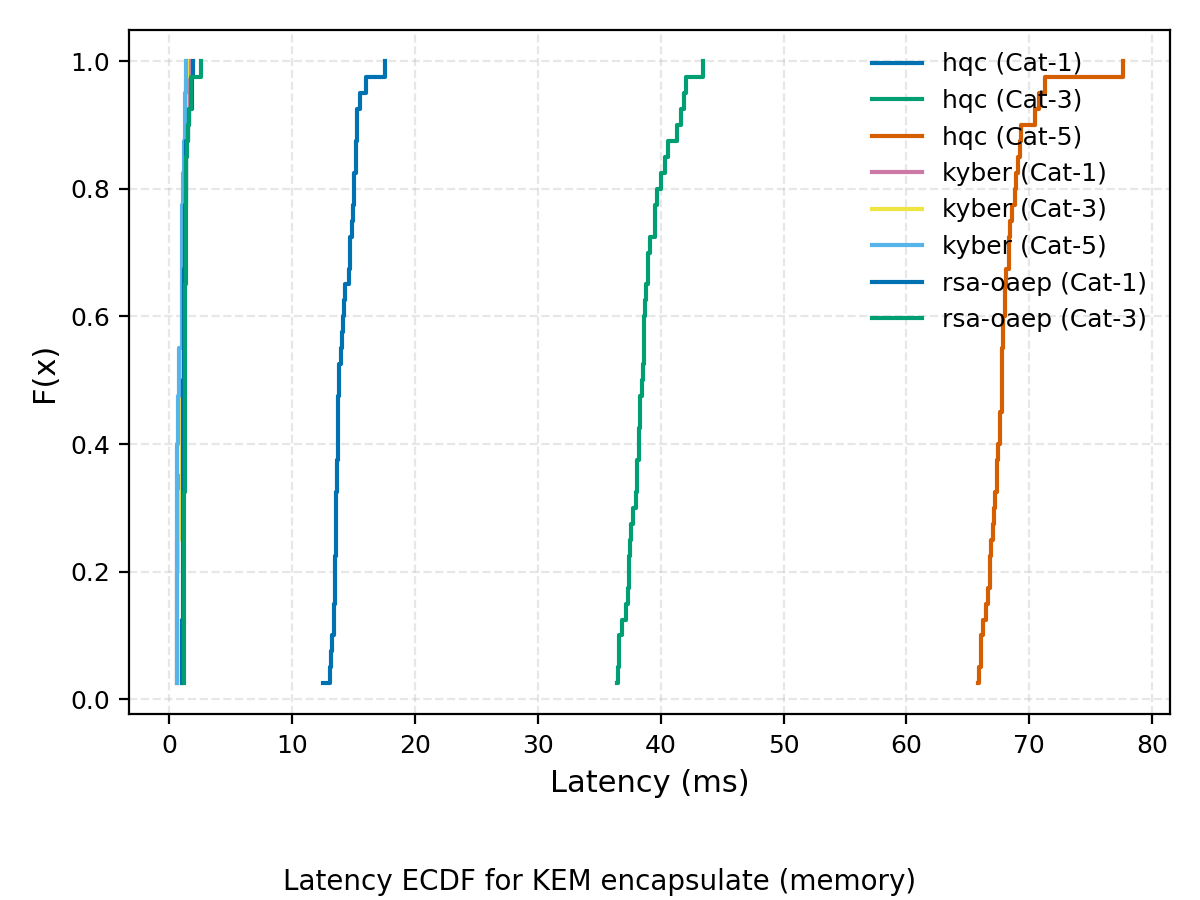 1.0
0.8
0.6
0.4
0.2
0.0
F(x)
hqc (Cat-1)
hqc (Cat-3)
hqc (Cat-5)
kyber (Cat-1)
kyber (Cat-3)
kyber (Cat-5)
rsa-oaep (Cat-1)
rsa-oaep (Cat-3)
0 10 20 30 40 50 60 70 80
Latency (ms)
Latency ECDF for KEM encapsulate (memory)